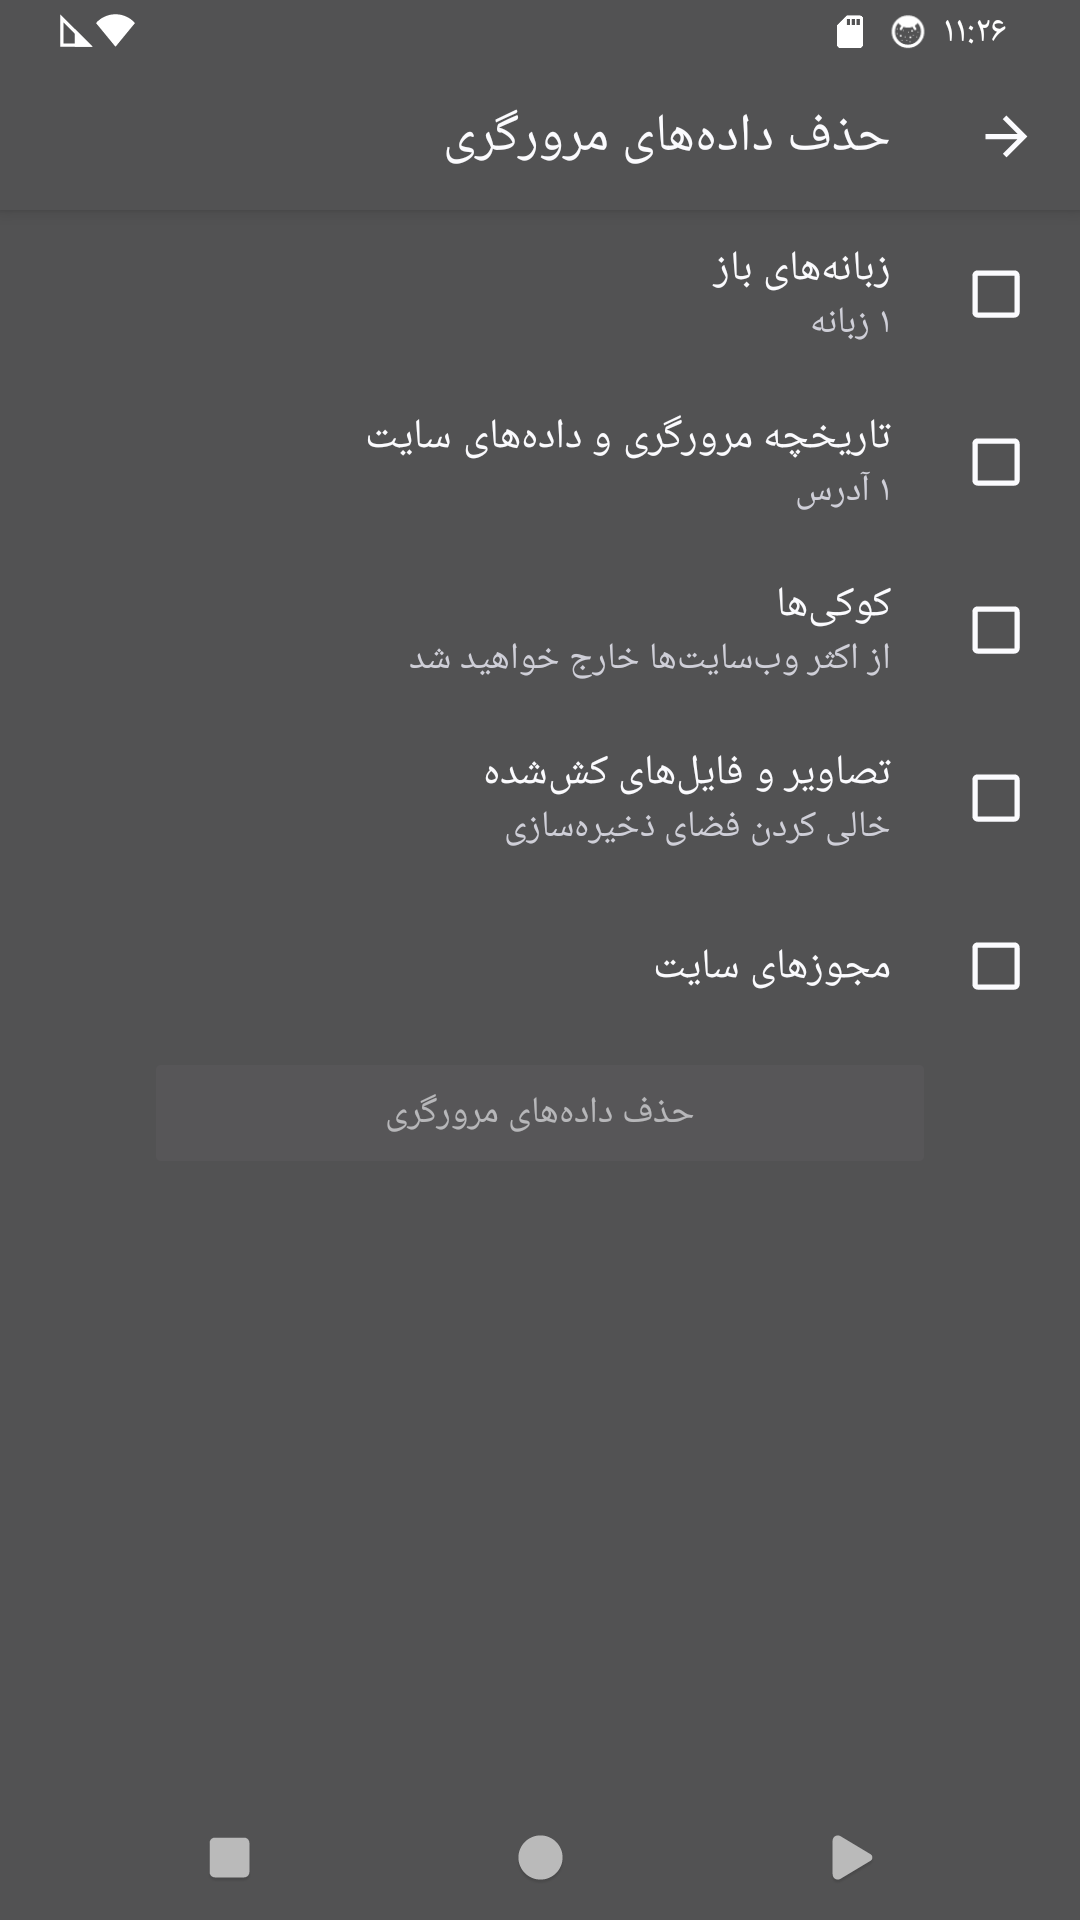 ۱۱:۲۶
حذف داده‌های مرورگری
زبانه‌های باز
۱ زبانه
تاریخچه مرورگری و داده‌های سایت
۱ آدرس
کوکی‌ها
از اکثر وب‌سایت‌ها خارج خواهید شد
تصاویر و فایل‌های کش‌شده
خالی کردن فضای ذخیره‌سازی
مجوزهای سایت
حذف داده‌های مرورگری